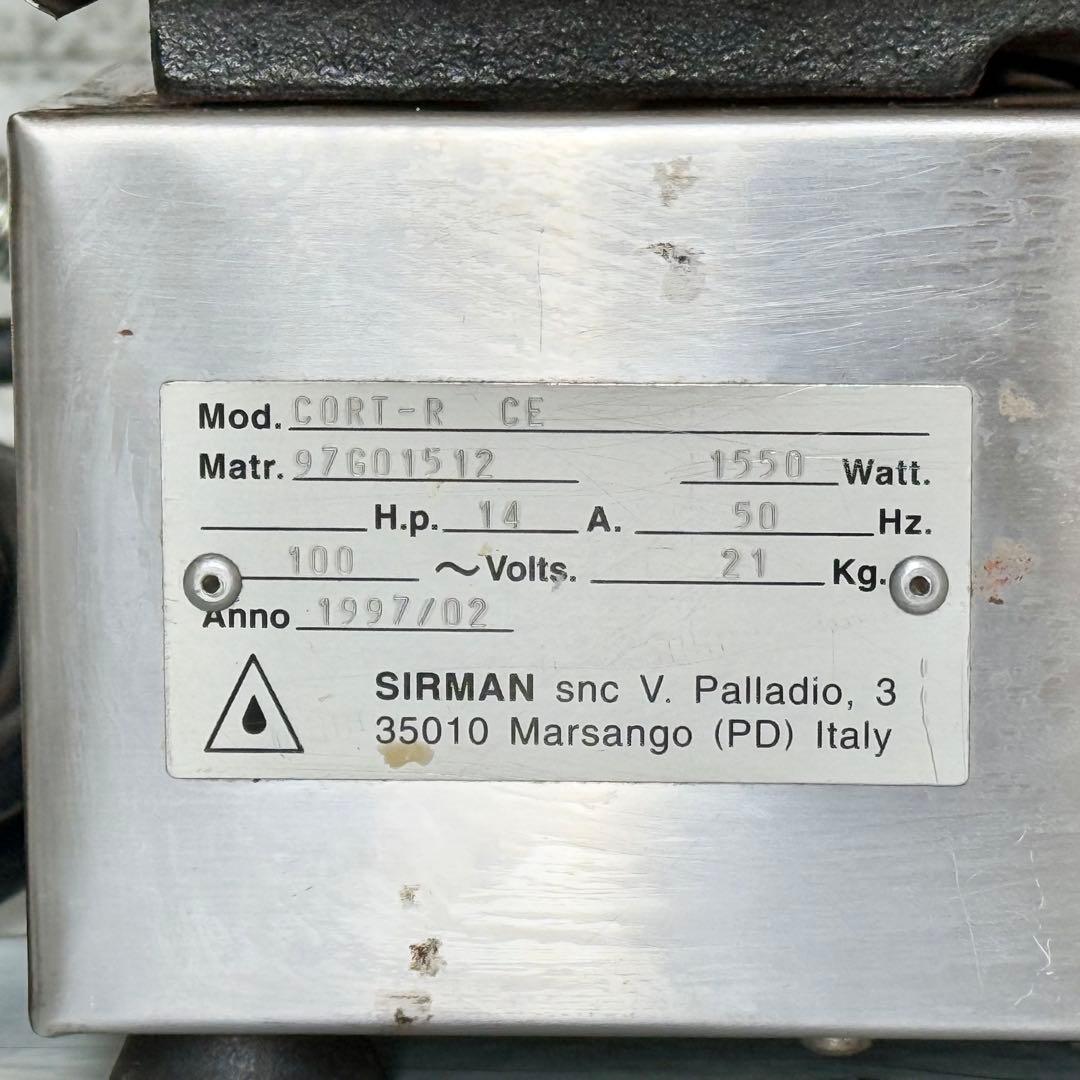 Mod. CORT-R CE
Matr. 97G01512 1550 Watt.
H.p. 14 A. 50 Hz.
100 ~Volts. 21 Kg.
Anno 1997/02
SIRMAN snc V. Palladio, 3
35010 Marsango (PD) Italy